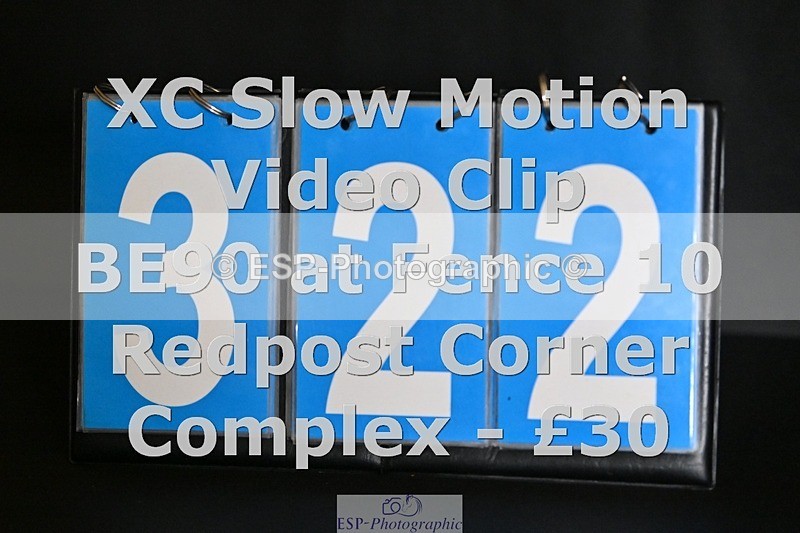 XC Slow Motion
Video Clip
BE90 at Fence 10
Redpost Corner
Complex - £30
322
© ESP-Photographic ©
ESP-Photographic